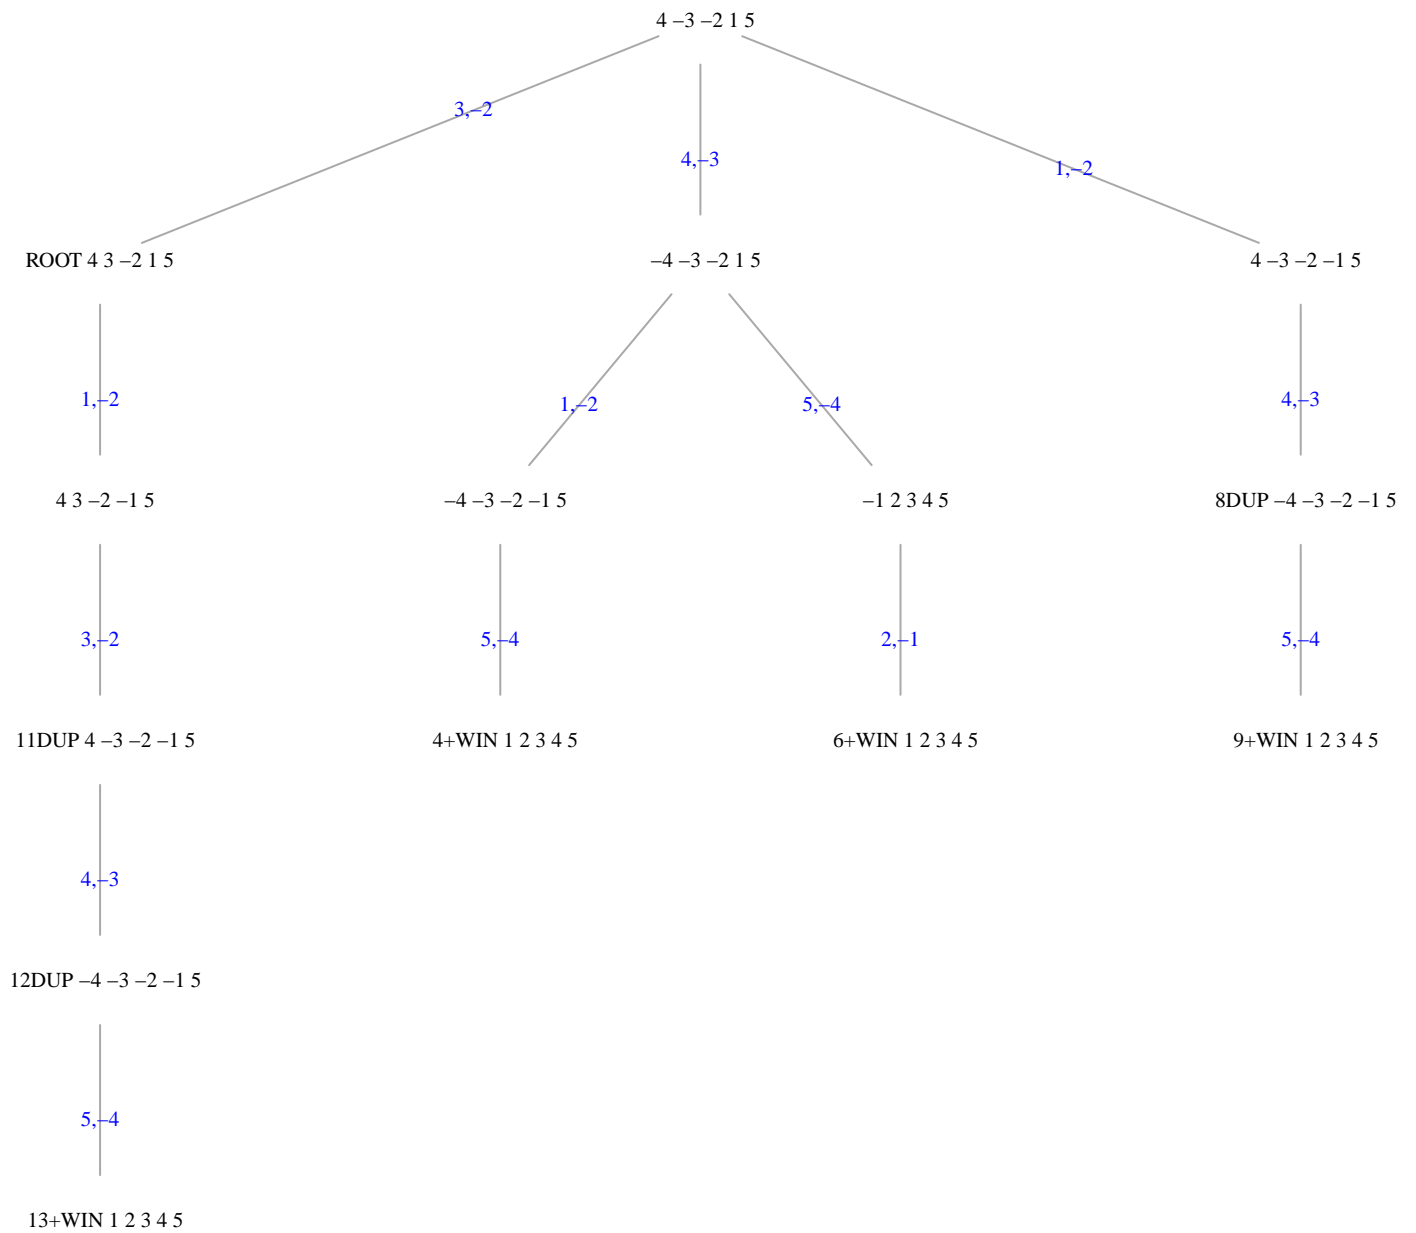 4 –3 –2 1 5
3,–2
4,–3
1,–2
ROOT 4 3 –2 1 5
–4 –3 –2 1 5
4 –3 –2 –1 5
1,–2
1,–2
5,–4
4,–3
4 3 –2 –1 5
–4 –3 –2 –1 5
–1 2 3 4 5
8DUP –4 –3 –2 –1 5
3,–2
5,–4
2,–1
5,–4
11DUP 4 –3 –2 –1 5
4+WIN 1 2 3 4 5
6+WIN 1 2 3 4 5
9+WIN 1 2 3 4 5
4,–3
12DUP –4 –3 –2 –1 5
5,–4
13+WIN 1 2 3 4 5